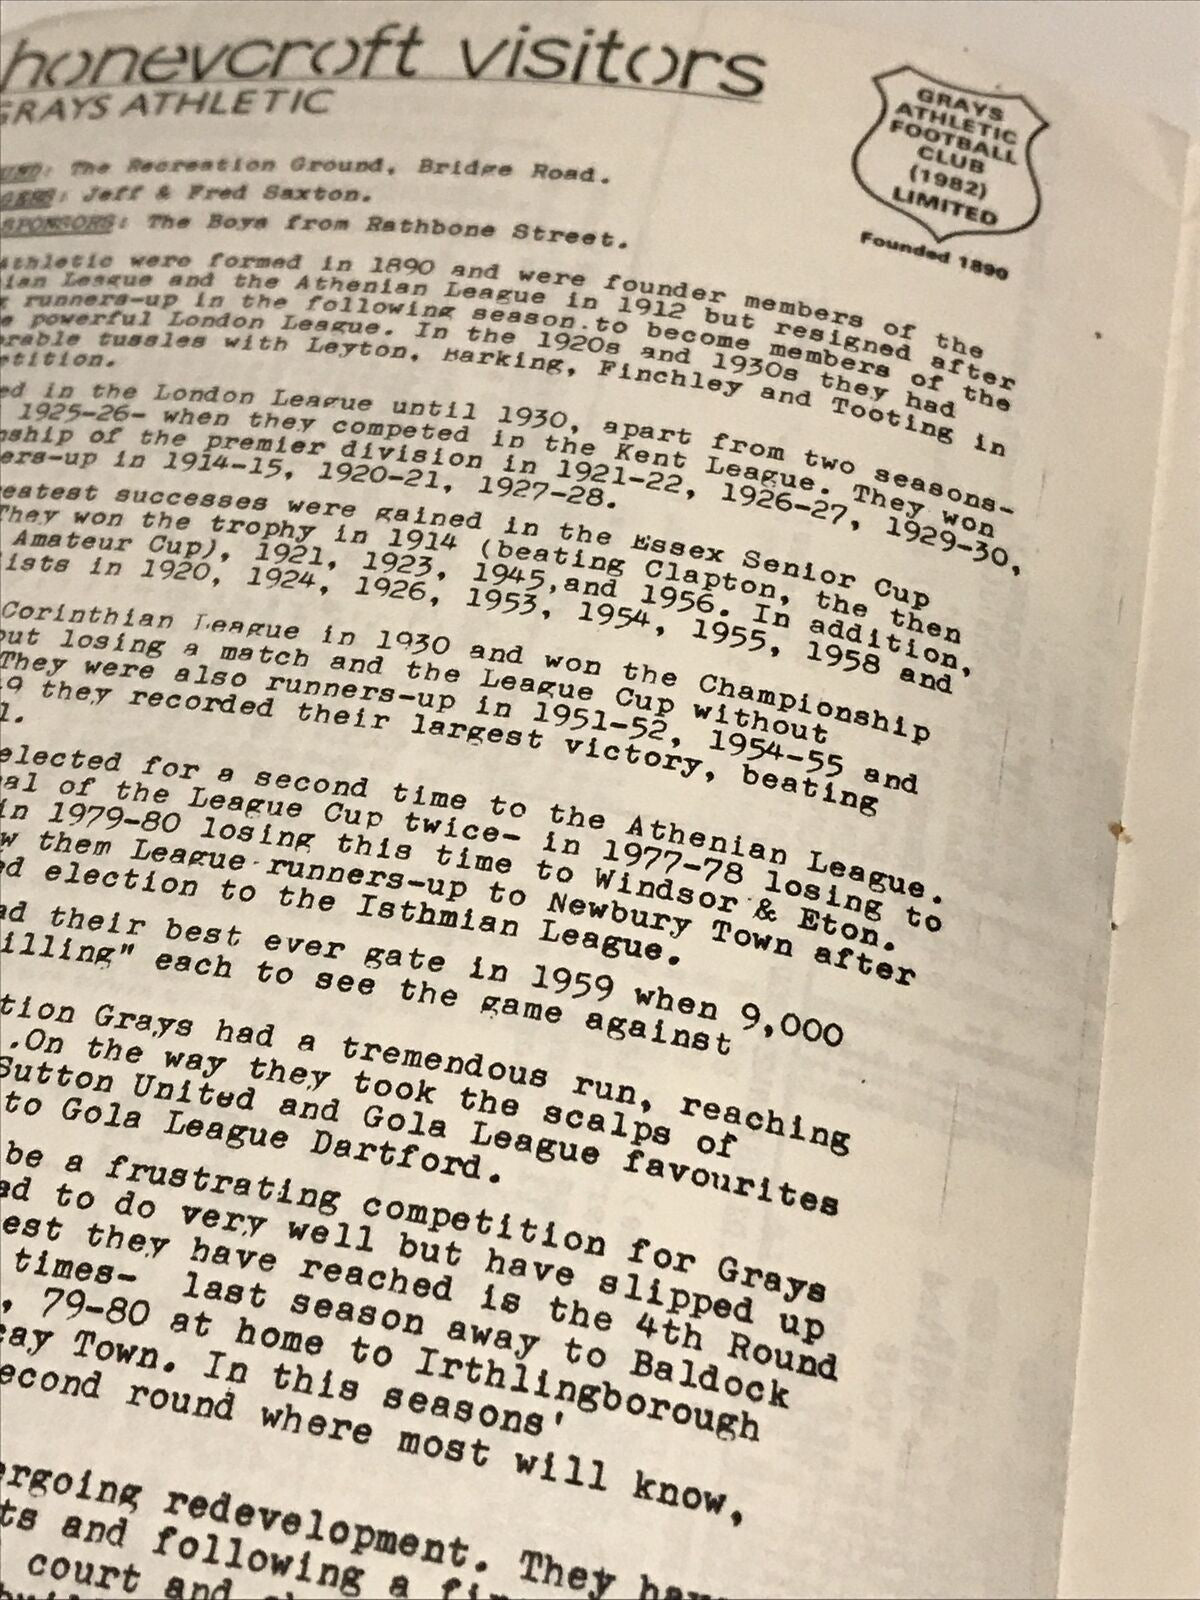 honeycroft visitors
GRAYS ATHLETIC
GRAYS
ATHLETIC
FOOTBALL
CLUB
(1982)
LIMITED
Founded 1890
The Recreation Ground, Bridge Road.
Jeff & Fred Saxton.
SPONSORS: The Boys from Rathbone Street.
Athletic were formed in 1890 and were founder members of the
ian League and the Athenian League in 1912 but resigned after
runners-up in the following season to become members of the
e powerful London League. In the 1920s and 1930s they had
rable tussles with Leyton, Barking, Finchley and Tooting in
etition.
ed in the London League until 1930, apart from two seasons-
1925-26- when they competed in the Kent League. They won
nship of the premier division in 1921-22, 1926-27, 1929-30,
ers-up in 1914-15, 1920-21, 1927-28.
reatest successes were gained in the Essex Senior Cup
They won the trophy in 1914 (beating Clapton, the then
Amateur Cup), 1921, 1923, 1945,and 1956. In addition,
ists in 1920, 1924, 1926, 1953, 1954, 1955, 1958 and
Corinthian League in 1930 and won the Championship
out losing a match and the League Cup without
They were also runners-up in 1951-52, 1954-55 and
9 they recorded their largest victory, beating
l.
elected for a second time to the Athenian League.
al of the League Cup twice- in 1977-78 losing to
in 1979-80 losing this time to Windsor & Eton.
w them League runners-up to Newbury Town after
ed election to the Isthmian League.
ad their best ever gate in 1959 when 9,000
illing" each to see the game against
tion Grays had a tremendous run, reaching
.On the way they took the scalps of
Sutton United and Gola League favourites
to Gola League Dartford.
be a frustrating competition for Grays
ed to do very well but have slipped up
est they have reached is the 4th Round
times- last season away to Baldock
, 79-80 at home to Irthlingborough
cay Town. In this seasons'
econd round where most will know,
ergoing redevelopment. They have
ts and following a fir
court and